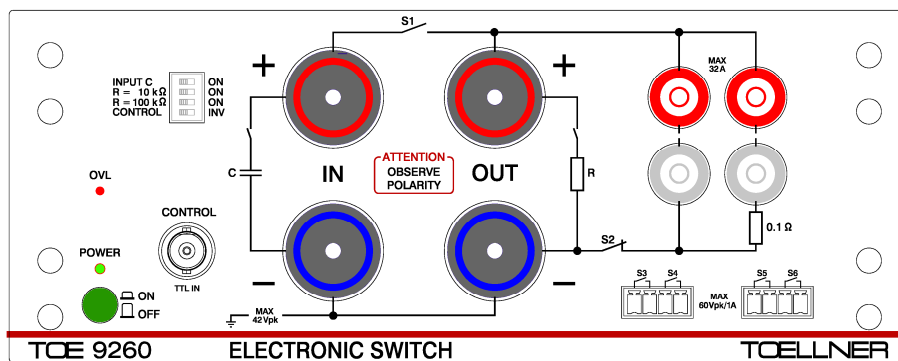 S1
+
+
MAX
32A
INPUT C ON
R = 10 kΩ ON
R = 100 kΩ ON
CONTROL INV
ATTENTION
OBSERVE
POLARITY
C
IN
OUT
R
OVL
CONTROL
0.1 Ω
S2
POWER
TTL IN
−
−
S3
S4
S5
S6
ON
OFF
MAX
42Vpk
MAX
60Vpk/1A
TOE 9260
ELECTRONIC SWITCH
TOELLNER